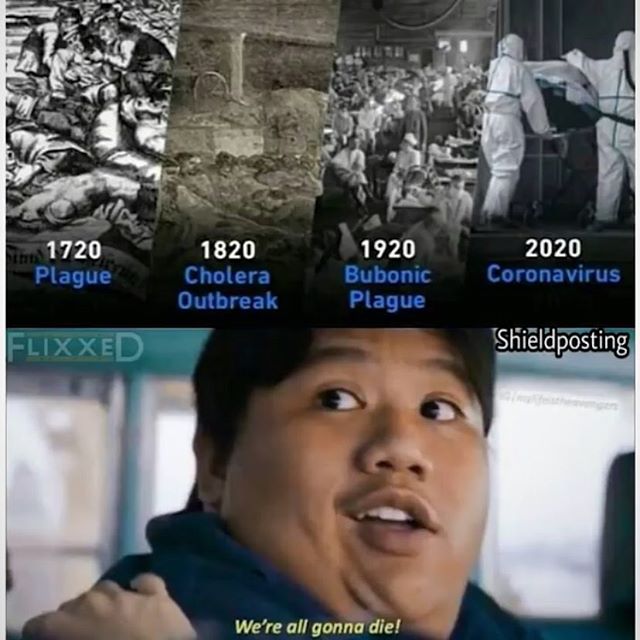 1720
Plague
1820
Cholera
Outbreak
1920
Bubonic
Plague
2020
Coronavirus
FLIXXED
Shieldposting
We're all gonna die!